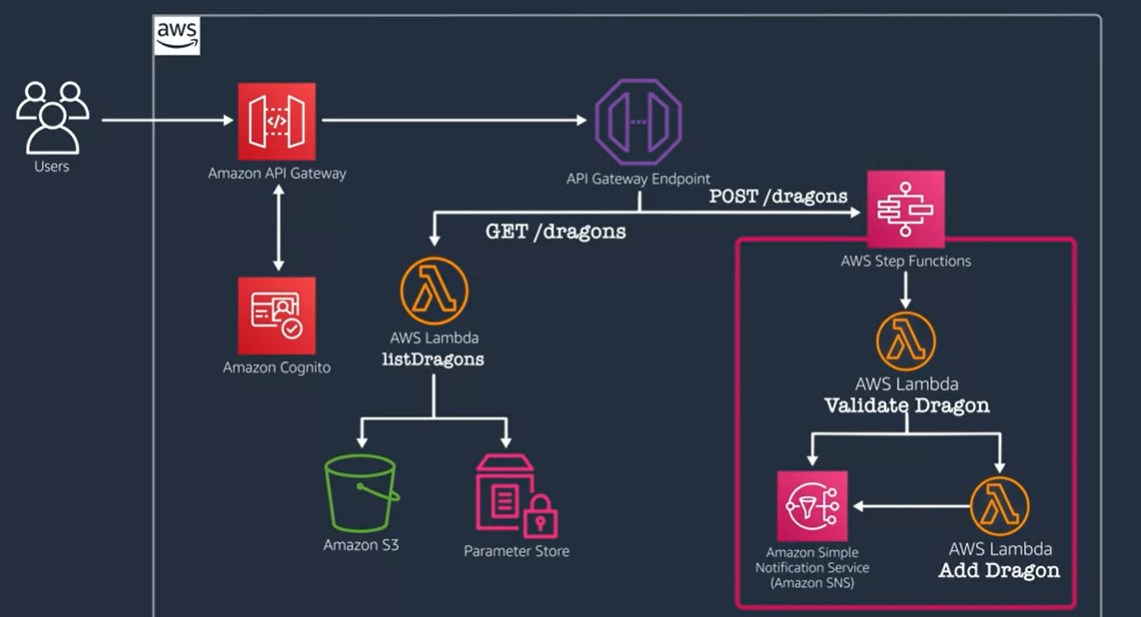 aws
Users
Amazon API Gateway
API Gateway Endpoint
POST /dragons
GET /dragons
AWS Step Functions
Amazon Cognito
AWS Lambda
listDragons
AWS Lambda
Validate Dragon
Amazon S3
Parameter Store
Amazon Simple
Notification Service
(Amazon SNS)
AWS Lambda
Add Dragon